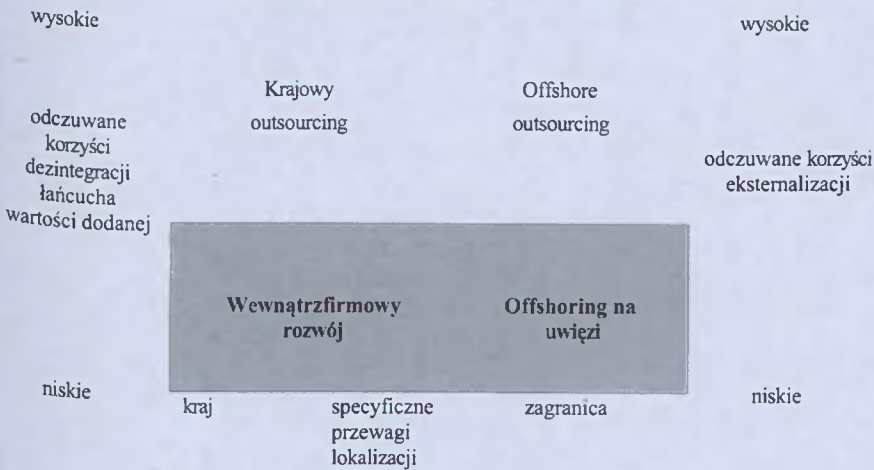 wysokie
wysokie
Krajowy
outsourcing
Offshore
outsourcing
odczuwane
korzyści
dezintegracji
łańcucha
wartości dodanej
odczuwane korzyści
eksternalizacji
Wewnątrzfirmowy
rozwój
Offshoring na
uwięzi
niskie
niskie
kraj
specyficzne
przewagi
lokalizacji
zagranica